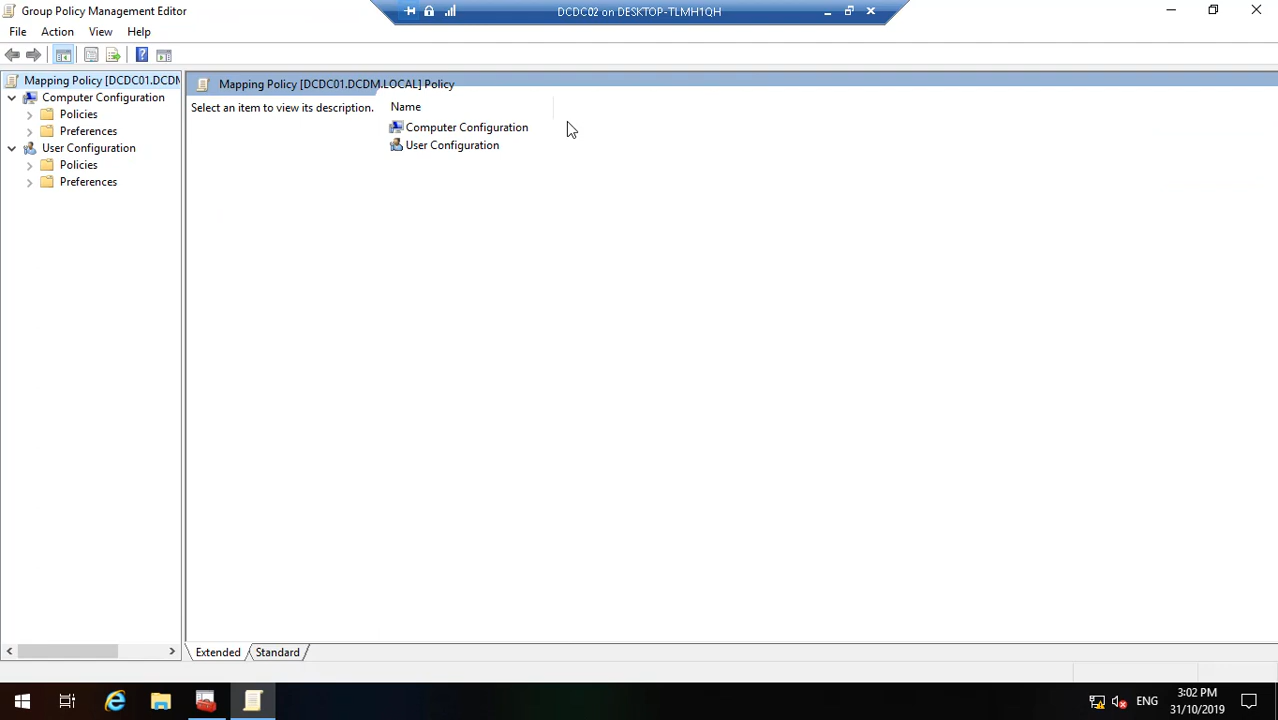 Group Policy Management Editor
DCDC02 on DESKTOP-TLMH1QH
File Action View Help
Mapping Policy [DCDC01.DCDM
Computer Configuration
Policies
Preferences
User Configuration
Policies
Preferences
Mapping Policy [DCDC01.DCDM.LOCAL] Policy
Select an item to view its description.
Name
Computer Configuration
User Configuration
Extended Standard
ENG
3:02 PM
31/10/2019